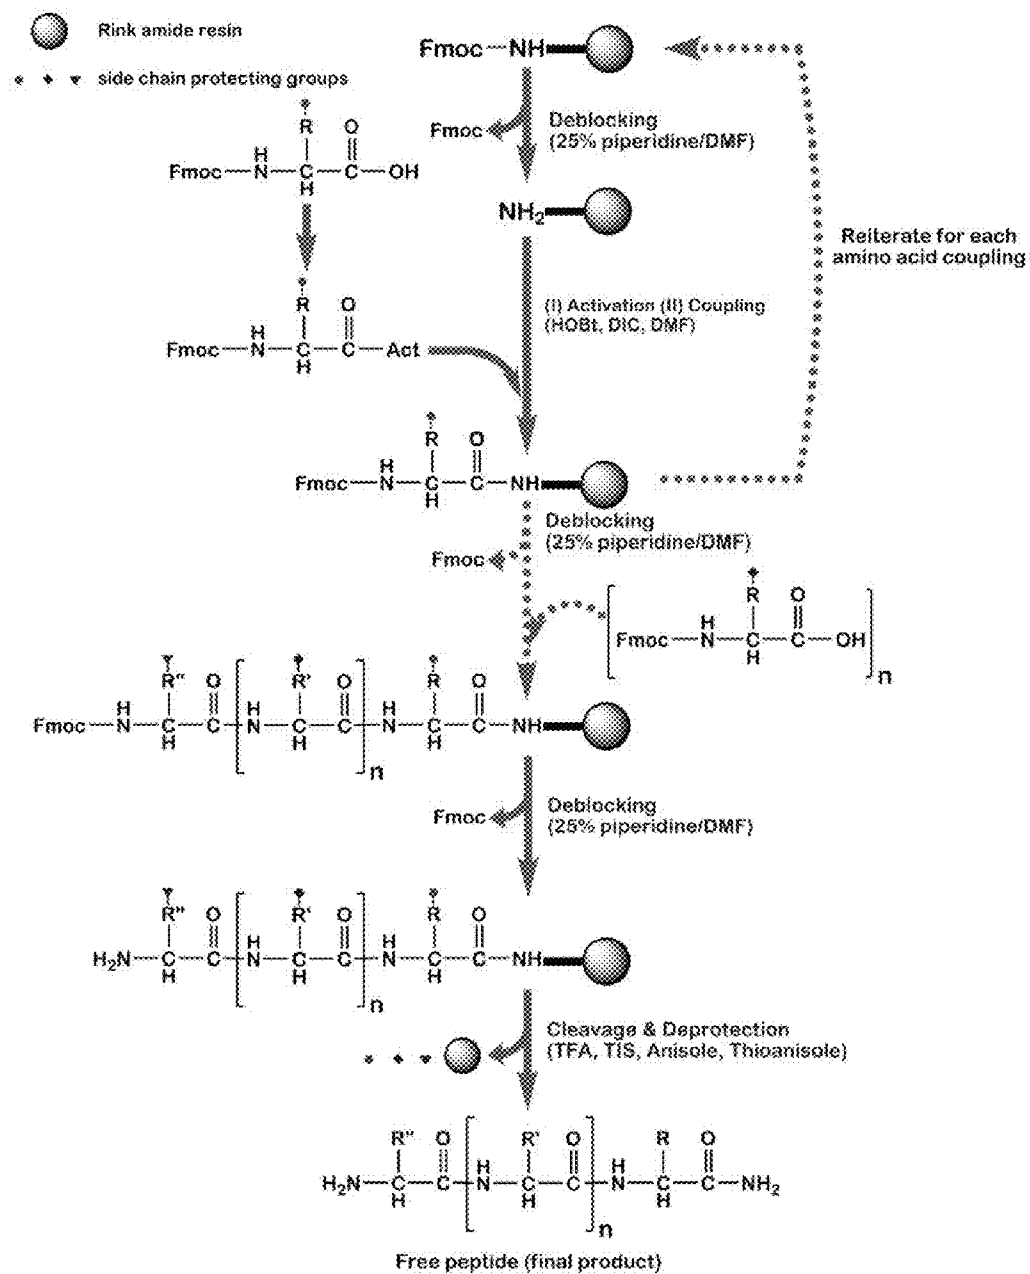 Rink amide resin
side chain protecting groups
Fmoc—NH
Deblocking
(25% piperidine/DMF)
Fmoc
R O
H
Fmoc—N—C—C—OH
H
NH₂
Reiterate for each
amino acid coupling
(I) Activation (II) Coupling
(HOBt, DIC, DMF)
R O
H
Fmoc—N—C—C—Act
H
R O
H
Fmoc—N—C—C—NH
H
Deblocking
(25% piperidine/DMF)
Fmoc
R O
H
Fmoc—N—C—C—OH
H
n
R" O R' O R O
H H H
Fmoc—N—C—C—N—C—C—N—C—C—NH
H H H
n
Deblocking
(25% piperidine/DMF)
Fmoc
R" O R' O R O
H H
H₂N—C—C—N—C—C—N—C—C—NH
H H H
n
Cleavage & Deprotection
(TFA, TIS, Anisole, Thioanisole)
R" O R' O R O
H H
H₂N—C—C—N—C—C—N—C—C—NH₂
H H H
n
Free peptide (final product)